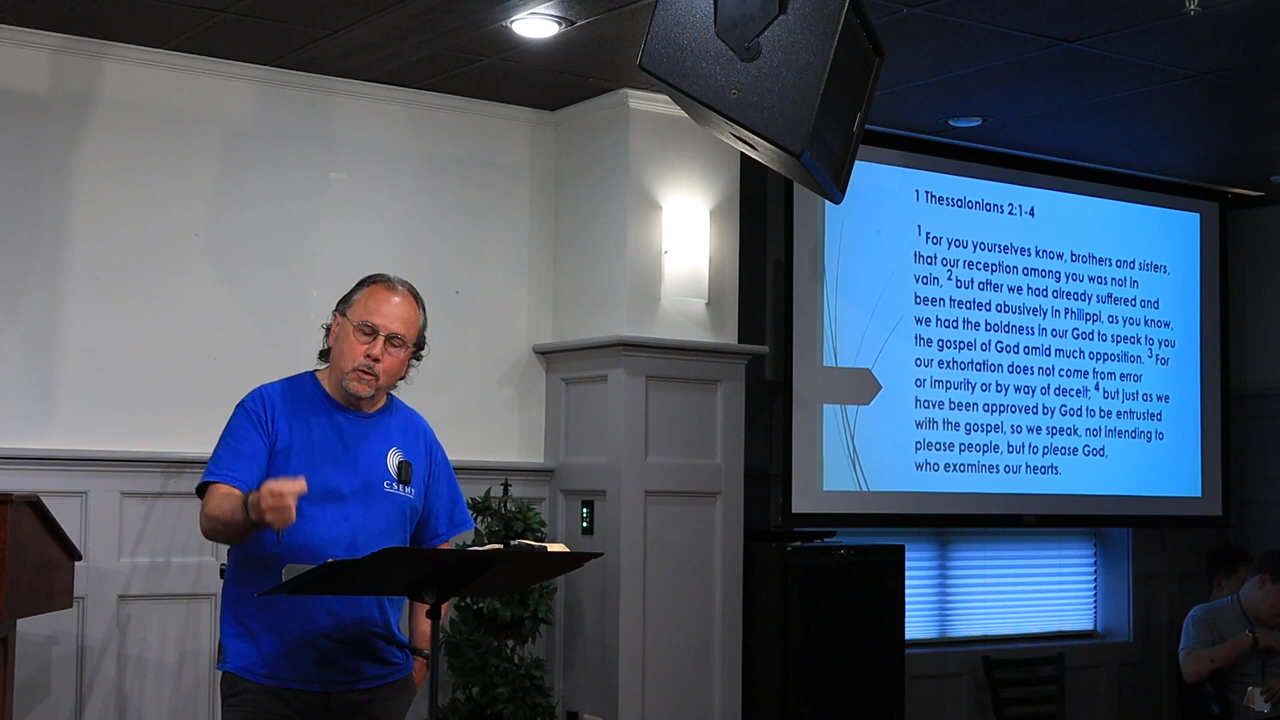 1 Thessalonians 2:1-4
1 For you yourselves know, brothers and sisters,
that our reception among you was not in
vain, 2 but after we had already suffered and
been treated abusively in Philippi, as you know,
we had the boldness in our God to speak to you
the gospel of God amid much opposition. 3 For
our exhortation does not come from error
or impurity or by way of deceit; 4 but just as we
have been approved by God to be entrusted
with the gospel, so we speak, not intending to
please people, but to please God,
who examines our hearts.